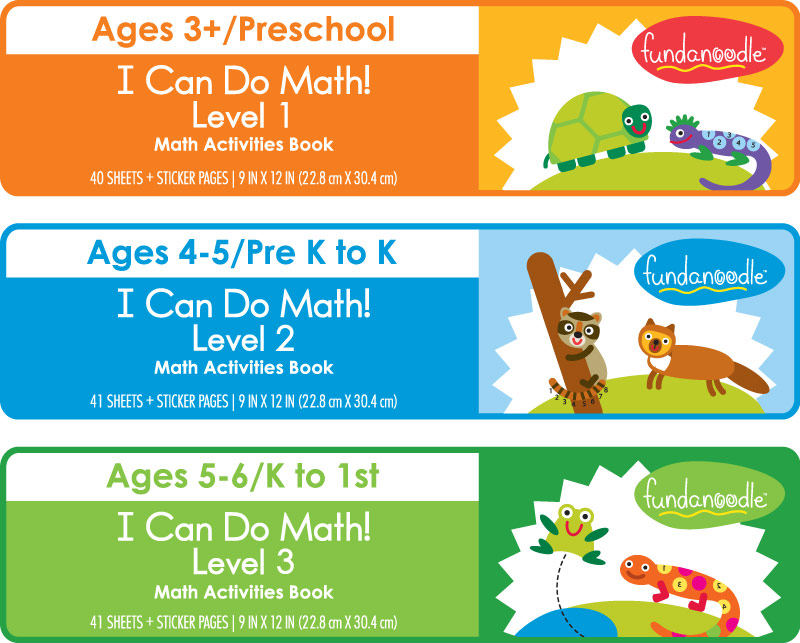 Ages 3+/Preschool
I Can Do Math!
Level 1
Math Activities Book
40 SHEETS + STICKER PAGES | 9 IN X 12 IN (22.8 cm X 30.4 cm)
fundanoodle™
1 2 3 4 5
Ages 4-5/Pre K to K
I Can Do Math!
Level 2
Math Activities Book
41 SHEETS + STICKER PAGES | 9 IN X 12 IN (22.8 cm X 30.4 cm)
fundanoodle™
1 2 3 4 5 6 7 8
Ages 5-6/K to 1st
I Can Do Math!
Level 3
Math Activities Book
41 SHEETS + STICKER PAGES | 9 IN X 12 IN (22.8 cm X 30.4 cm)
fundanoodle™
1 3 2 4